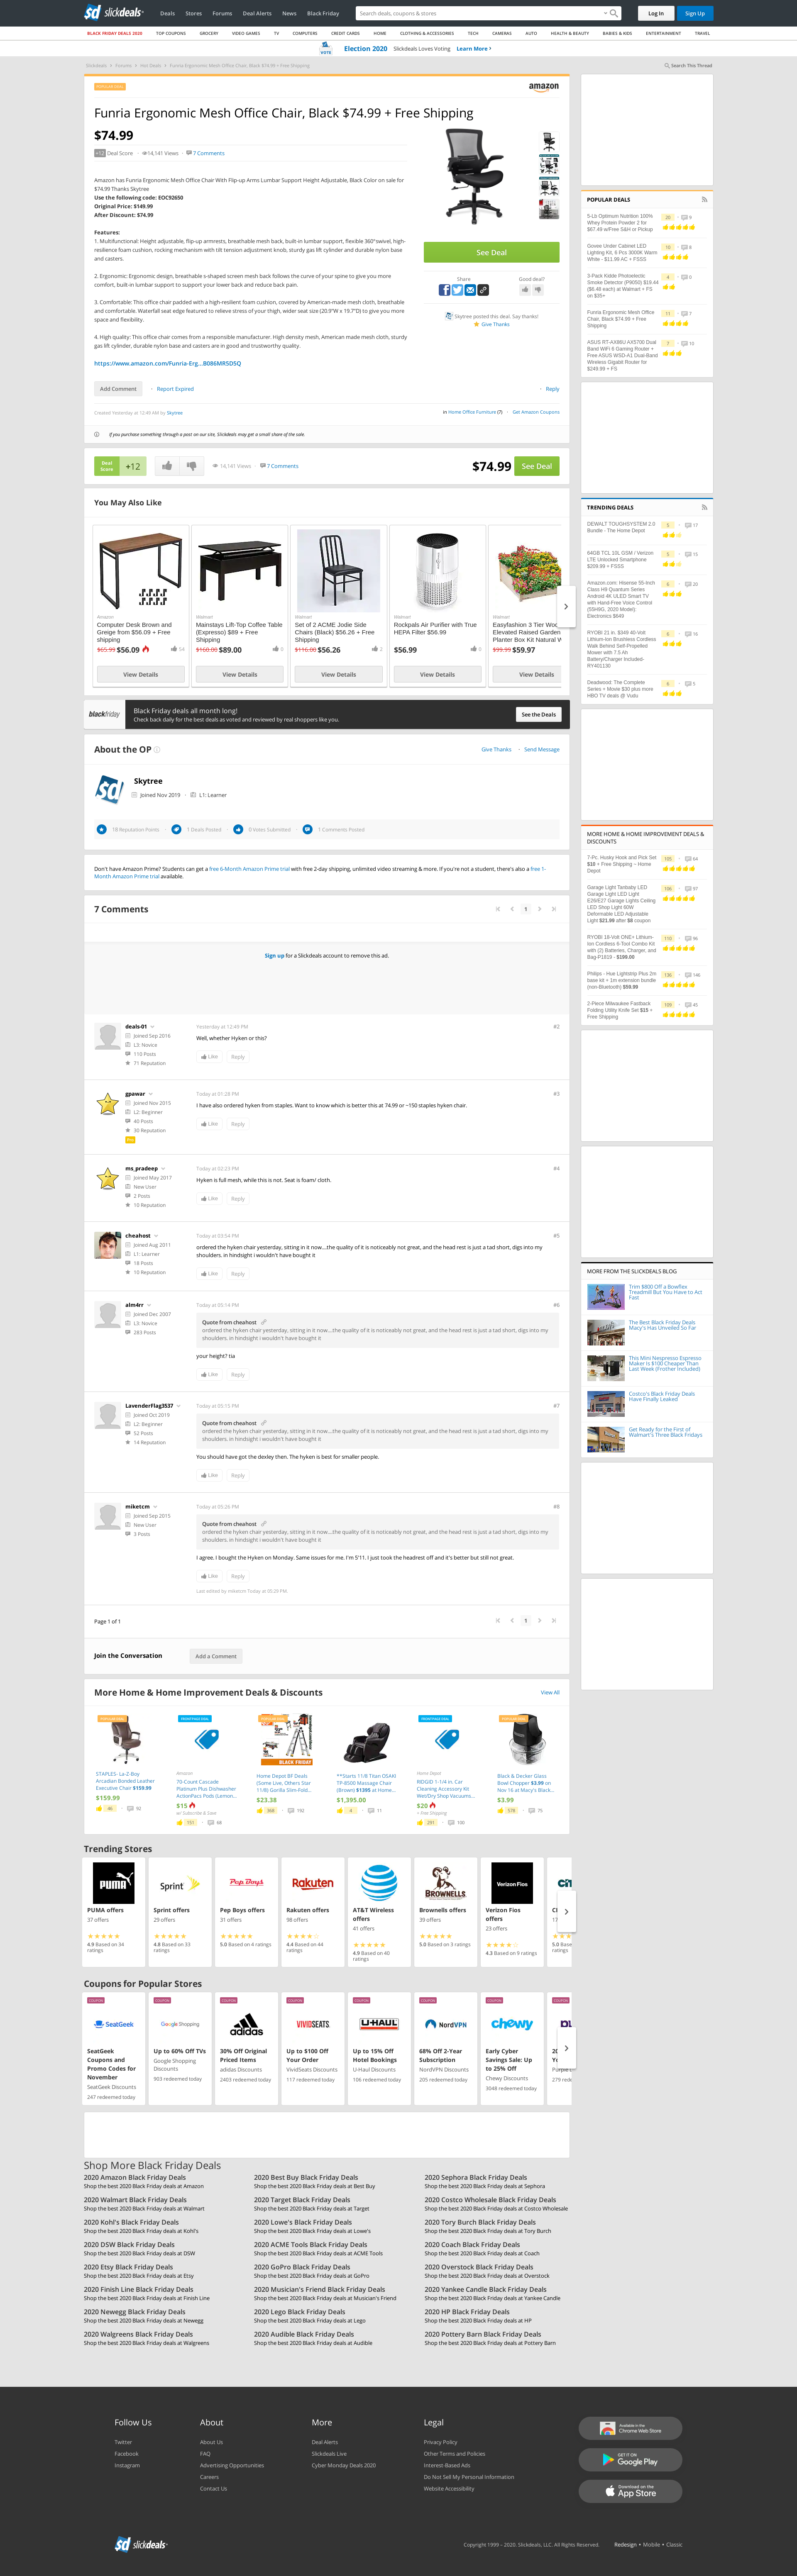 slickdeals
Deals Stores Forums Deal Alerts News Black Friday
Search deals, coupons & stores
Log In Sign Up
BLACK FRIDAY DEALS 2020 TOP COUPONS GROCERY VIDEO GAMES TV COMPUTERS CREDIT CARDS HOME CLOTHING & ACCESSORIES TECH CAMERAS AUTO HEALTH & BEAUTY BABIES & KIDS ENTERTAINMENT TRAVEL
VOTE Election 2020 Slickdeals Loves Voting Learn More ›
Slickdeals > Forums > Hot Deals > Funria Ergonomic Mesh Office Chair, Black $74.99 + Free Shipping
Search This Thread
amazon
Funria Ergonomic Mesh Office Chair, Black $74.99 + Free Shipping
$74.99
+12 Deal Score 14,141 Views 7 Comments
Amazon has Funria Ergonomic Mesh Office Chair With Flip-up Arms Lumbar Support Height Adjustable, Black Color on sale for
$74.99 Thanks Skytree
Use the following code: EOC92650
Original Price: $149.99
After Discount: $74.99
Features:
1. Multifunctional: Height adjustable, flip-up armrests, breathable mesh back, built-in lumbar support, flexible 360°swivel, high-
resilience foam cushion, rocking mechanism with tilt tension adjustment knobs, sturdy gas lift cylinder and durable nylon base
and casters.
2. Ergonomic: Ergonomic design, breathable s-shaped screen mesh back follows the curve of your spine to give you more
comfort, built-in lumbar support protect your lower back reduce back pain.
3. Comfortable: This office chair padded with a high-resilient foam cushion, covered by American-made mesh cloth, breathable
comfortable. Waterfall seat edge featured to relieve stress of your thigh, wider seat size (20.9"W x 19.7"D) to give you more
space and flexibility.
4. High quality: This office chair comes from a responsible manufacturer. High density mesh, American made mesh cloth, sturdy
gas lift cylinder, durable nylon base and armrest are in good and trustworthy quality.
https://www.amazon.com/Funria-Erg...B086MR5D5Q
See Deal
Share Good deal?
Skytree posted this deal. Say thanks!
Give Thanks
Add Comment Report Expired Reply
Created Yesterday at 12:49 AM by Skytree
in Home Office Furniture (7) Get Amazon Coupons
If you purchase something through a post on our site, Slickdeals may get a small share of the sale.
Deal Score +12 14,141 Views 7 Comments $74.99 See Deal
You May Also Like
Amazon
Computer Desk Brown and Greige from $56.09 + Free shipping
$65.99 $56.09 54
View Details
Walmart
Mainstays Lift-Top Coffee Table (Expresso) $89 + Free Shipping
$160.00 $89.00 0
View Details
Walmart
Set of 2 ACME Jodie Side Chairs (Black) $56.26 + Free Shipping
$116.00 $56.26 2
View Details
Walmart
Rockpals Air Purifier with True HEPA Filter $56.99
$56.99 0
View Details
Walmart
Easyfashion 3 Tier Woo
Elevated Raised Garden
Planter Box Kit Natural W
$99.99 $59.97
View Details
blackfriday
Black Friday deals all month long!
Check back daily for the best deals as voted and reviewed by real shoppers like you.
See the Deals
About the OP
Give Thanks Send Message
Skytree
Joined Nov 2019 L1: Learner
18 Reputation Points 1 Deals Posted 0 Votes Submitted 1 Comments Posted
Don't have Amazon Prime? Students can get a free 6-Month Amazon Prime trial with free 2-day shipping, unlimited video streaming & more. If you're not a student, there's also a free 1-
Month Amazon Prime trial available.
7 Comments
1
Sign up for a Slickdeals account to remove this ad.
deals-01
Joined Sep 2016
L3: Novice
110 Posts
71 Reputation
Yesterday at 12:49 PM #2
Well, whether Hyken or this?
Like Reply
gpawar
Joined Nov 2015
L2: Beginner
40 Posts
30 Reputation
Pro
Today at 01:28 PM #3
I have also ordered hyken from staples. Want to know which is better this at 74.99 or ~150 staples hyken chair.
Like Reply
ms_pradeep
Joined May 2017
New User
2 Posts
10 Reputation
Today at 02:23 PM #4
Hyken is full mesh, while this is not. Seat is foam/ cloth.
Like Reply
cheahost
Joined Aug 2011
L1: Learner
18 Posts
10 Reputation
Today at 03:54 PM #5
ordered the hyken chair yesterday, sitting in it now....the quality of it is noticeably not great, and the head rest is just a tad short, digs into my
shoulders. in hindsight i wouldn't have bought it
Like Reply
alm4rr
Joined Dec 2007
L3: Novice
283 Posts
Today at 05:14 PM #6
Quote from cheahost
ordered the hyken chair yesterday, sitting in it now....the quality of it is noticeably not great, and the head rest is just a tad short, digs into my
shoulders. in hindsight i wouldn't have bought it
your height? tia
Like Reply
LavenderFlag3537
Joined Oct 2019
L2: Beginner
52 Posts
14 Reputation
Today at 05:15 PM #7
Quote from cheahost
ordered the hyken chair yesterday, sitting in it now....the quality of it is noticeably not great, and the head rest is just a tad short, digs into my
shoulders. in hindsight i wouldn't have bought it
You should have got the dexley then. The hyken is best for smaller people.
Like Reply
miketcm
Joined Sep 2015
New User
3 Posts
Today at 05:26 PM #8
Quote from cheahost
ordered the hyken chair yesterday, sitting in it now....the quality of it is noticeably not great, and the head rest is just a tad short, digs into my
shoulders. in hindsight i wouldn't have bought it
I agree. I bought the Hyken on Monday. Same issues for me. I'm 5'11. I just took the headrest off and it's better but still not great.
Like Reply
Last edited by miketcm Today at 05:29 PM.
Page 1 of 1
1
Join the Conversation Add a Comment
More Home & Home Improvement Deals & Discounts View All
STAPLES- La-Z-Boy Arcadian Bonded Leather Executive Chair $159.99
$159.99
46 92
Amazon
70-Count Cascade Platinum Plus Dishwasher ActionPacs Pods (Lemon...
$15
w/ Subscribe & Save
151 68
BLACK FRIDAY
Home Depot BF Deals (Some Live, Others Star 11/8) Gorilla Slim-Fold...
$23.38
368 192
**Starts 11/8 Titan OSAKI TP-8500 Massage Chair (Brown) $1395 at Home...
$1,395.00
4 11
Home Depot
RIDGID 1-1/4 in. Car Cleaning Accessory Kit Wet/Dry Shop Vacuums...
$20
+ Free Shipping
291 100
Black & Decker Glass Bowl Chopper $3.99 on Nov 16 at Macy's Black...
$3.99
578 75
Trending Stores
PUMA
PUMA offers
37 offers
4.9 Based on 34 ratings
Sprint
Sprint offers
29 offers
4.8 Based on 33 ratings
Pep Boys
Pep Boys offers
31 offers
5.0 Based on 4 ratings
Rakuten
Rakuten offers
98 offers
4.4 Based on 44 ratings
AT&T Wireless offers
41 offers
4.9 Based on 40 ratings
BROWNELLS
Brownells offers
39 offers
5.0 Based on 3 ratings
Verizon Fios
Verizon Fios offers
23 offers
4.3 Based on 9 ratings
Coupons for Popular Stores
COUPON
SeatGeek
SeatGeek Coupons and Promo Codes for November
SeatGeek Discounts
247 redeemed today
COUPON
Google Shopping
Up to 60% Off TVs
Google Shopping Discounts
903 redeemed today
COUPON
adidas
30% Off Original Priced Items
adidas Discounts
2403 redeemed today
COUPON
VIVIDSEATS
Up to $100 Off Your Order
VividSeats Discounts
117 redeemed today
COUPON
U-HAUL
Up to 15% Off Hotel Bookings
U-Haul Discounts
106 redeemed today
COUPON
NordVPN
68% Off 2-Year Subscription
NordVPN Discounts
205 redeemed today
COUPON
chewy
Early Cyber Savings Sale: Up to 25% Off
Chewy Discounts
3048 redeemed today
COUPON
Shop More Black Friday Deals
2020 Amazon Black Friday Deals
Shop the best 2020 Black Friday deals at Amazon
2020 Best Buy Black Friday Deals
Shop the best 2020 Black Friday deals at Best Buy
2020 Sephora Black Friday Deals
Shop the best 2020 Black Friday deals at Sephora
2020 Walmart Black Friday Deals
Shop the best 2020 Black Friday deals at Walmart
2020 Target Black Friday Deals
Shop the best 2020 Black Friday deals at Target
2020 Costco Wholesale Black Friday Deals
Shop the best 2020 Black Friday deals at Costco Wholesale
2020 Kohl's Black Friday Deals
Shop the best 2020 Black Friday deals at Kohl's
2020 Lowe's Black Friday Deals
Shop the best 2020 Black Friday deals at Lowe's
2020 Tory Burch Black Friday Deals
Shop the best 2020 Black Friday deals at Tory Burch
2020 DSW Black Friday Deals
Shop the best 2020 Black Friday deals at DSW
2020 ACME Tools Black Friday Deals
Shop the best 2020 Black Friday deals at ACME Tools
2020 Coach Black Friday Deals
Shop the best 2020 Black Friday deals at Coach
2020 Etsy Black Friday Deals
Shop the best 2020 Black Friday deals at Etsy
2020 GoPro Black Friday Deals
Shop the best 2020 Black Friday deals at GoPro
2020 Overstock Black Friday Deals
Shop the best 2020 Black Friday deals at Overstock
2020 Finish Line Black Friday Deals
Shop the best 2020 Black Friday deals at Finish Line
2020 Musician's Friend Black Friday Deals
Shop the best 2020 Black Friday deals at Musician's Friend
2020 Yankee Candle Black Friday Deals
Shop the best 2020 Black Friday deals at Yankee Candle
2020 Newegg Black Friday Deals
Shop the best 2020 Black Friday deals at Newegg
2020 Lego Black Friday Deals
Shop the best 2020 Black Friday deals at Lego
2020 HP Black Friday Deals
Shop the best 2020 Black Friday deals at HP
2020 Walgreens Black Friday Deals
Shop the best 2020 Black Friday deals at Walgreens
2020 Audible Black Friday Deals
Shop the best 2020 Black Friday deals at Audible
2020 Pottery Barn Black Friday Deals
Shop the best 2020 Black Friday deals at Pottery Barn
POPULAR DEALS
5-Lb Optimum Nutrition 100% Whey Protein Powder 2 for $67.49 w/Free S&H or Pickup
20 9
Govee Under Cabinet LED Lighting Kit, 6 Pcs 3000K Warm White - $11.99 AC + FSSS
10 8
3-Pack Kidde Photoelectic Smoke Detector (P9050) $19.44 ($6.48 each) at Walmart + FS on $35+
4 0
Funria Ergonomic Mesh Office Chair, Black $74.99 + Free Shipping
11 7
ASUS RT-AX86U AX5700 Dual Band WiFi 6 Gaming Router + Free ASUS WSD-A1 Dual-Band Wireless Gigabit Router for $249.99 + FS
7 10
TRENDING DEALS
DEWALT TOUGHSYSTEM 2.0 Bundle - The Home Depot
5 17
64GB TCL 10L GSM / Verizon LTE Unlocked Smartphone $209.99 + FSSS
5 15
Amazon.com: Hisense 55-Inch Class H9 Quantum Series Android 4K ULED Smart TV with Hand-Free Voice Control (55H9G, 2020 Model): Electronics $649
6 20
RYOBI 21 in. $349 40-Volt Lithium-Ion Brushless Cordless Walk Behind Self-Propelled Mower with 7.5 Ah Battery/Charger Included-RY401130
8 16
Deadwood: The Complete Series + Movie $30 plus more HBO TV deals @ Vudu
6 5
MORE HOME & HOME IMPROVEMENT DEALS & DISCOUNTS
7-Pc. Husky Hook and Pick Set $10 + Free Shipping ~ Home Depot
105 64
Garage Light Tanbaby LED Garage Light LED Light E26/E27 Garage Lights Ceiling LED Shop Light 60W Deformable LED Adjustable Light $21.99 after $8 coupon
106 97
RYOBI 18-Volt ONE+ Lithium-Ion Cordless 6-Tool Combo Kit with (2) Batteries, Charger, and Bag-P1819 - $199.00
110 96
Philips - Hue Lightstrip Plus 2m base kit + 1m extension bundle (non-Bluetooth) $59.99
136 146
2-Piece Milwaukee Fastback Folding Utility Knife Set $15 + Free Shipping
109 45
MORE FROM THE SLICKDEALS BLOG
Trim $800 Off a Bowflex Treadmill But You Have to Act Fast
The Best Black Friday Deals Macy's Has Unveiled So Far
This Mini Nespresso Espresso Maker Is $100 Cheaper Than Last Week (Frother Included)
Costco's Black Friday Deals Have Finally Leaked
Get Ready for the First of Walmart's Three Black Fridays
Follow Us
Twitter
Facebook
Instagram
About
About Us
FAQ
Advertising Opportunities
Careers
Contact Us
More
Deal Alerts
Slickdeals Live
Cyber Monday Deals 2020
Legal
Privacy Policy
Other Terms and Policies
Interest-Based Ads
Do Not Sell My Personal Information
Website Accessibility
Available in the Chrome Web Store
GET IT ON Google Play
Download on the App Store
slickdeals
Copyright 1999 – 2020. Slickdeals, LLC. All Rights Reserved. Redesign • Mobile • Classic